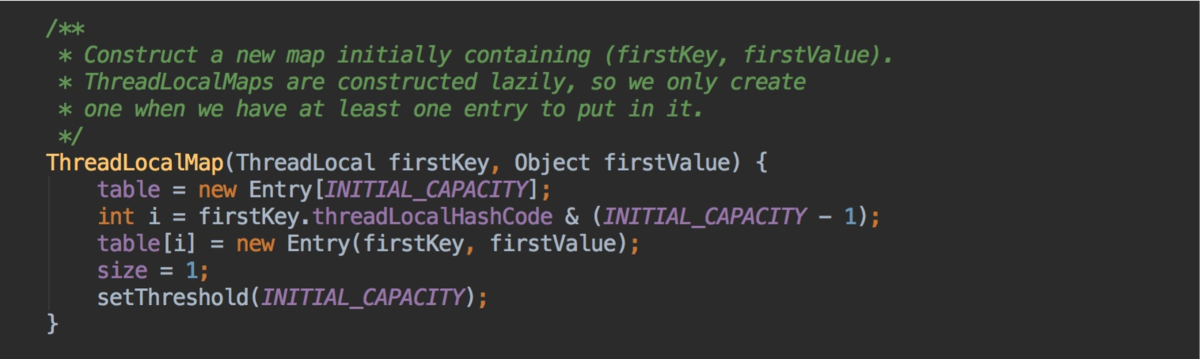 /**
 * Construct a new map initially containing (firstKey, firstValue).
 * ThreadLocalMaps are constructed lazily, so we only create
 * one when we have at least one entry to put in it.
 */
ThreadLocalMap(ThreadLocal firstKey, Object firstValue) {
    table = new Entry[INITIAL_CAPACITY];
    int i = firstKey.threadLocalHashCode & (INITIAL_CAPACITY - 1);
    table[i] = new Entry(firstKey, firstValue);
    size = 1;
    setThreshold(INITIAL_CAPACITY);
}